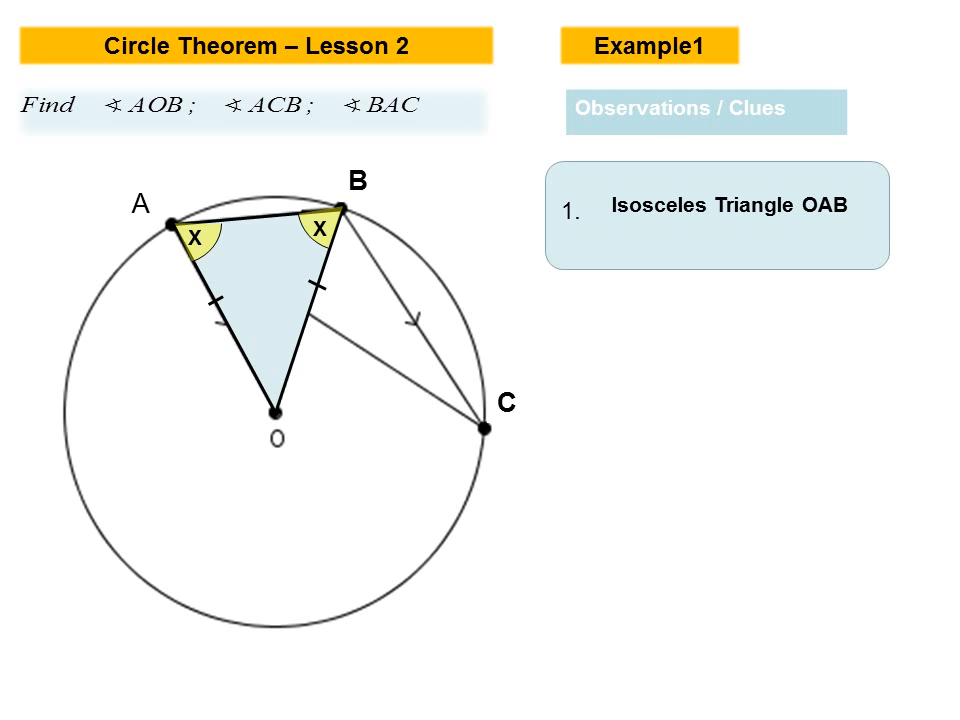 Circle Theorem – Lesson 2
Example1
Find ∢ AOB ; ∢ ACB ; ∢ BAC
Observations / Clues
B
A
1. Isosceles Triangle OAB
X
X
C
O